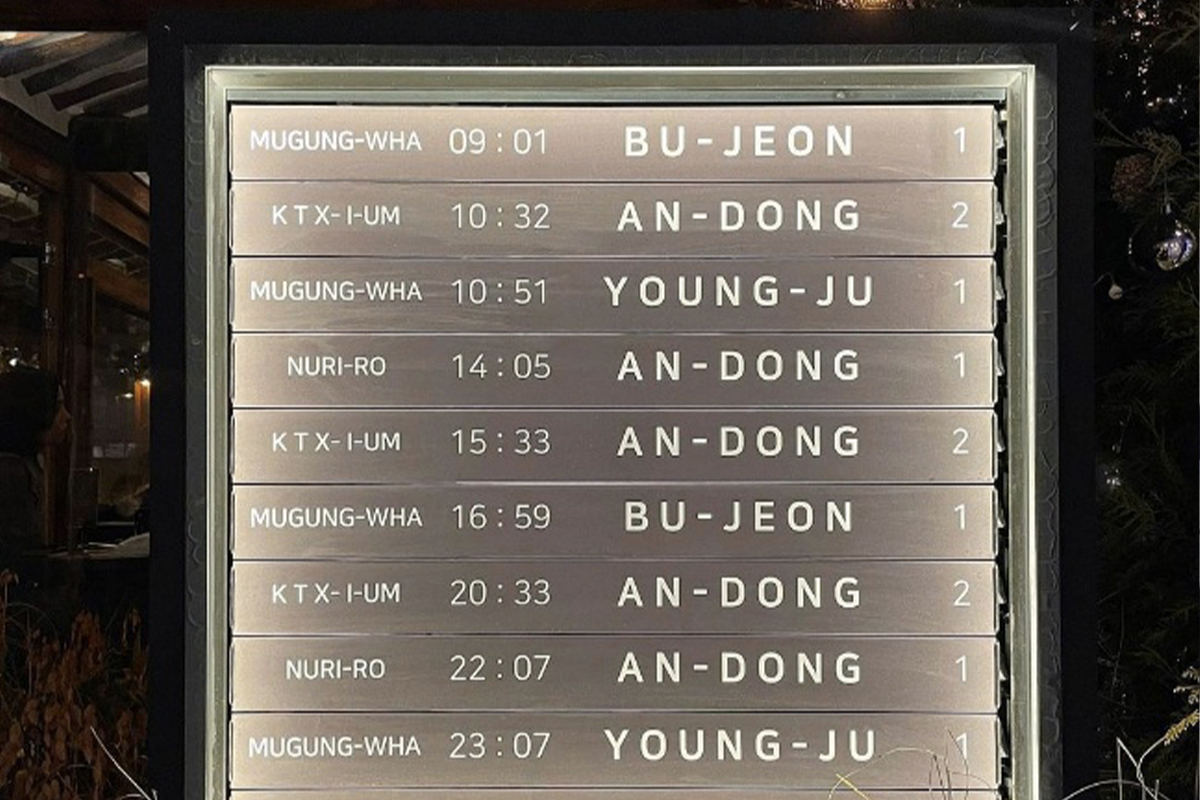 MUGUNG-WHA 09:01 BU-JEON 1
KTX-I-UM 10:32 AN-DONG 2
MUGUNG-WHA 10:51 YOUNG-JU 1
NURI-RO 14:05 AN-DONG 1
KTX-I-UM 15:33 AN-DONG 2
MUGUNG-WHA 16:59 BU-JEON 1
KTX-I-UM 20:33 AN-DONG 2
NURI-RO 22:07 AN-DONG 1
MUGUNG-WHA 23:07 YOUNG-JU 1